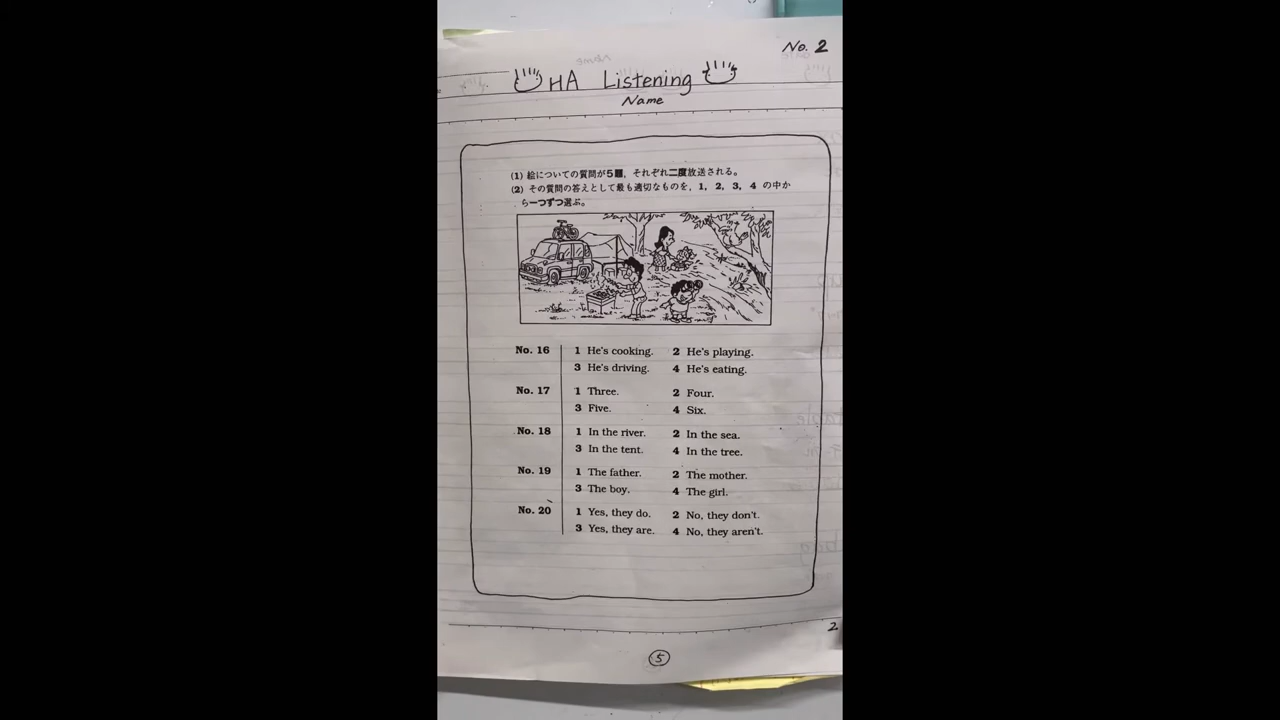 No. 2
HA Listening
Name
(1) 絵についての質問が5題，それぞれ二度放送される。
(2) その質問の答えとして最も適切なものを，1，2，3，4 の中か
ら一つずつ選ぶ。
No. 16 1 He's cooking. 2 He's playing.
3 He's driving. 4 He's eating.
No. 17 1 Three. 2 Four.
3 Five. 4 Six.
No. 18 1 In the river. 2 In the sea.
3 In the tent. 4 In the tree.
No. 19 1 The father. 2 The mother.
3 The boy. 4 The girl.
No. 20 1 Yes, they do. 2 No, they don't.
3 Yes, they are. 4 No, they aren't.
2
5